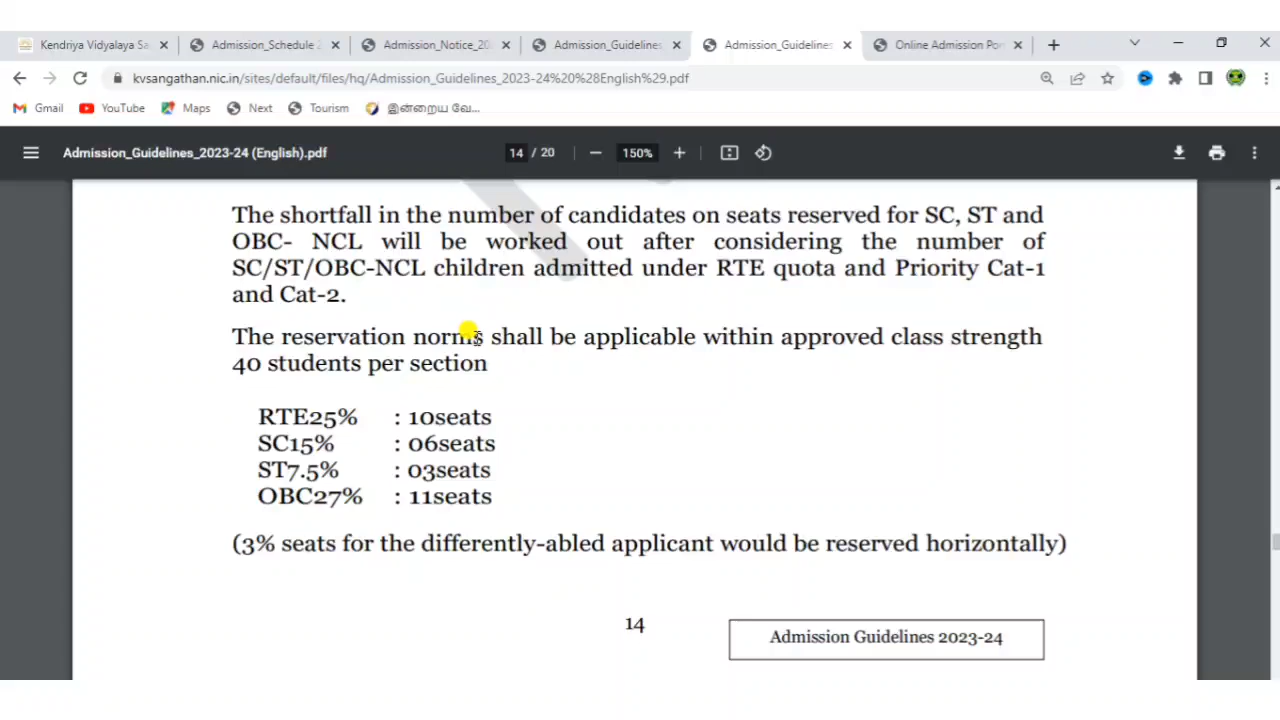 Kendriya Vidyalaya Sa
Admission_Schedule 2
Admission_Notice_20
Admission_Guidelines
Admission_Guidelines
Online Admission Por
kvsangathan.nic.in/sites/default/files/hq/Admission_Guidelines_2023-24%20%28English%29.pdf
Gmail YouTube Maps Next Tourism இன்றைய வே...
Admission_Guidelines_2023-24 (English).pdf 14 / 20 150%
The shortfall in the number of candidates on seats reserved for SC, ST and
OBC- NCL will be worked out after considering the number of
SC/ST/OBC-NCL children admitted under RTE quota and Priority Cat-1
and Cat-2.
The reservation norms shall be applicable within approved class strength
40 students per section
RTE25% : 10seats
SC15% : 06seats
ST7.5% : 03seats
OBC27% : 11seats
(3% seats for the differently-abled applicant would be reserved horizontally)
14
Admission Guidelines 2023-24